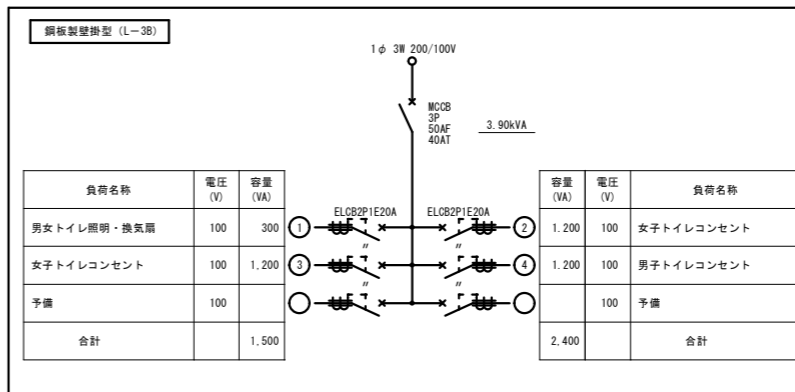 鋼板製壁掛型（L－3B）
1φ 3W 200/100V
MCCB
3P
50AF
40AT
3.90kVA
負荷名称 電圧(V) 容量(VA)
男女トイレ照明・換気扇 100 300 ①
女子トイレコンセント 100 1,200 ③
予備 100
合計 1,500
ELCB2P1E20A ELCB2P1E20A
〃 〃
〃 〃
容量(VA) 電圧(V) 負荷名称
② 1.200 100 女子トイレコンセント
④ 1.200 100 男子トイレコンセント
100 予備
2,400 合計